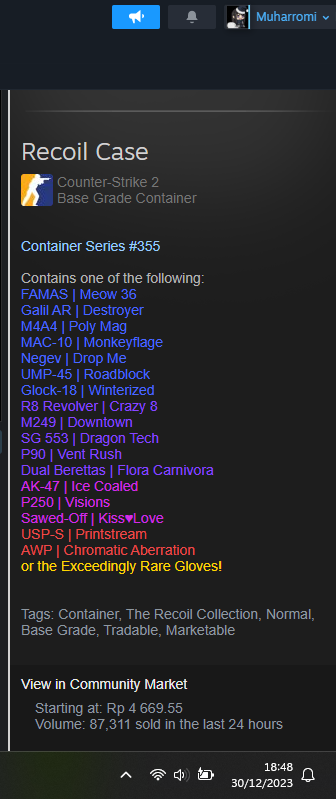 Muharromi
Recoil Case
Counter-Strike 2
Base Grade Container
Container Series #355
Contains one of the following:
FAMAS | Meow 36
Galil AR | Destroyer
M4A4 | Poly Mag
MAC-10 | Monkeyflage
Negev | Drop Me
UMP-45 | Roadblock
Glock-18 | Winterized
R8 Revolver | Crazy 8
M249 | Downtown
SG 553 | Dragon Tech
P90 | Vent Rush
Dual Berettas | Flora Carnivora
AK-47 | Ice Coaled
P250 | Visions
Sawed-Off | Kiss♥Love
USP-S | Printstream
AWP | Chromatic Aberration
or the Exceedingly Rare Gloves!
Tags: Container, The Recoil Collection, Normal,
Base Grade, Tradable, Marketable
View in Community Market
Starting at: Rp 4 669.55
Volume: 87,311 sold in the last 24 hours
18:48
30/12/2023